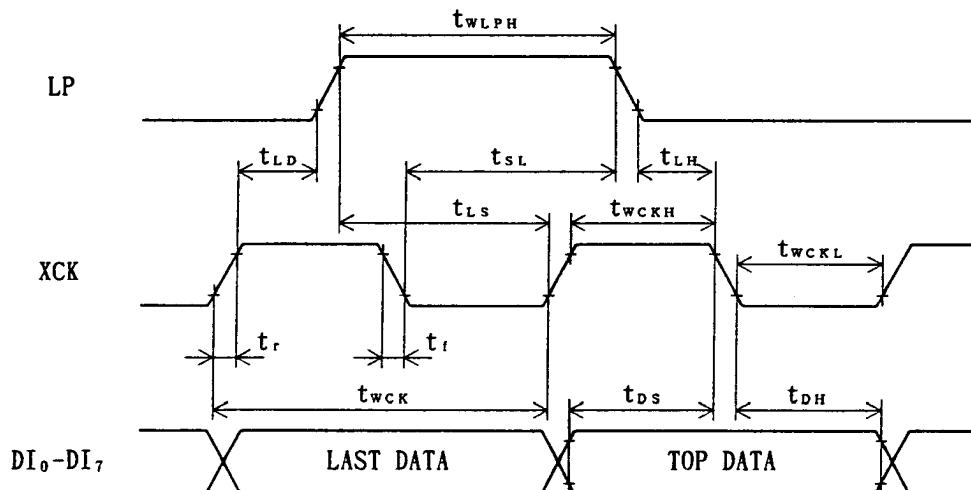 tWLPH
LP
tLD
tSL
tLH
tLS
tWCKH
XCK
tWCKL
tr
tf
tWCK
tDS
tDH
DI₀-DI₇
LAST DATA
TOP DATA